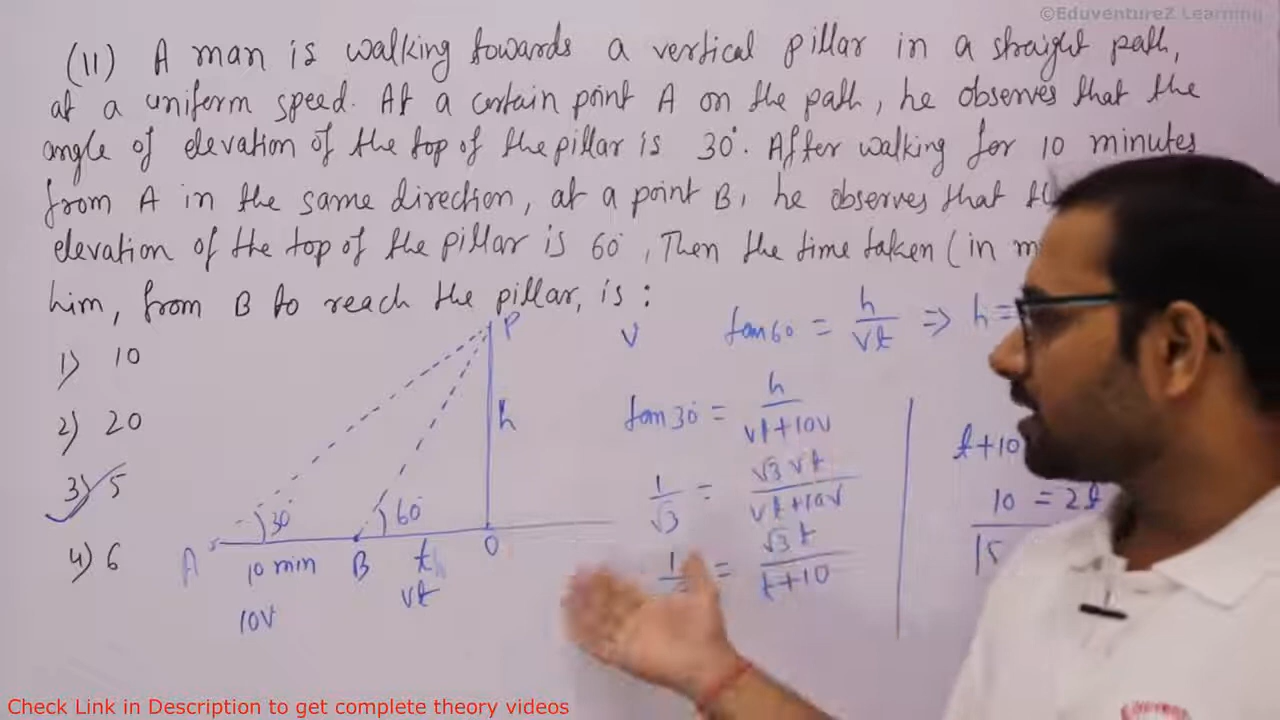 ©EduventureZ Learning
(11) A man is walking towards a vertical pillar in a straight path,
at a uniform speed. At a certain point A on the path, he observes that the
angle of elevation of the top of the pillar is 30°. After walking for 10 minutes
from A in the same direction, at a point B, he observes that
elevation of the top of the pillar is 60°, Then the time taken (in
him, from B to reach the pillar, is :
1) 10
2) 20
3) 5
4) 6
P
h
30
60°
A
10 min
B
t
O
10V
vt
V
tan60 = h/vt ⇒ h =
tan30° = h/vt+10v
1/√3 = √3vt/vt+10v
1 = √3t/t+10
t+10
10 = 2t
Check Link in Description to get complete theory videos